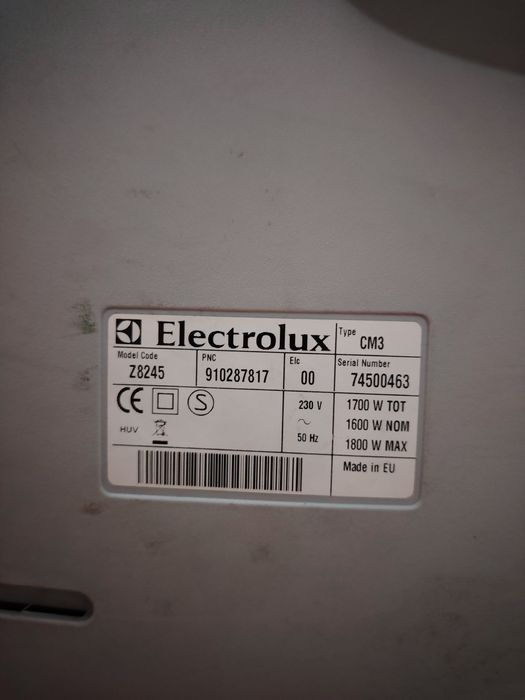 Electrolux
Type
CM3
Model Code
Z8245
PNC
910287817
Elc
00
Serial Number
74500463
CE
S
HUV
230 V
~
50 Hz
1700 W TOT
1600 W NOM
1800 W MAX
Made in EU